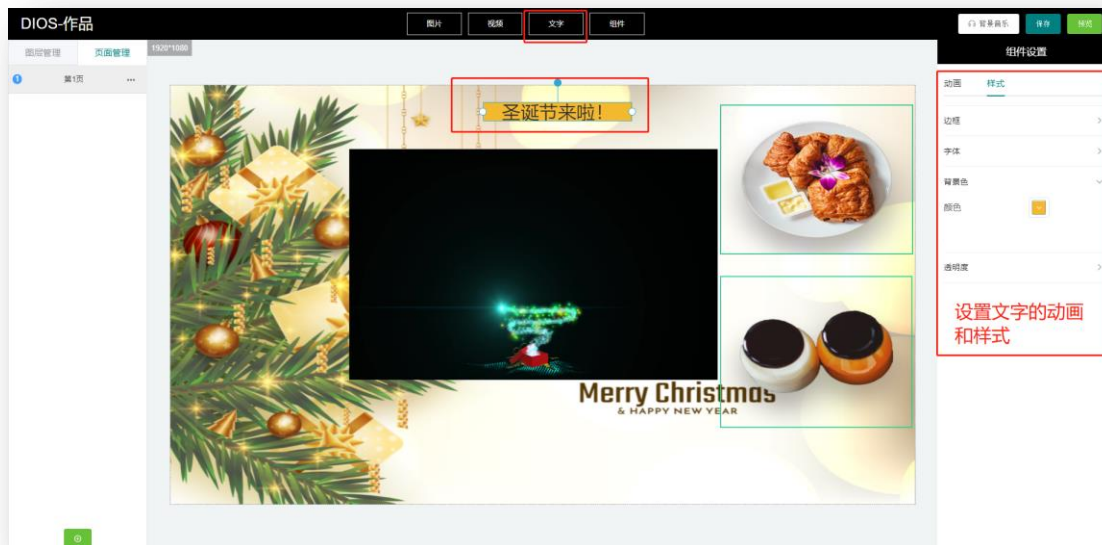 DIOS-作品
图片
视频
文字
组件
背景音乐
保存
预览
图层管理
页面管理
1920*1080
组件设置
1
第1页
...
动画
样式
圣诞节来啦!
边框
字体
背景色
颜色
透明度
设置文字的动画
和样式
Merry Christmas
& HAPPY NEW YEAR